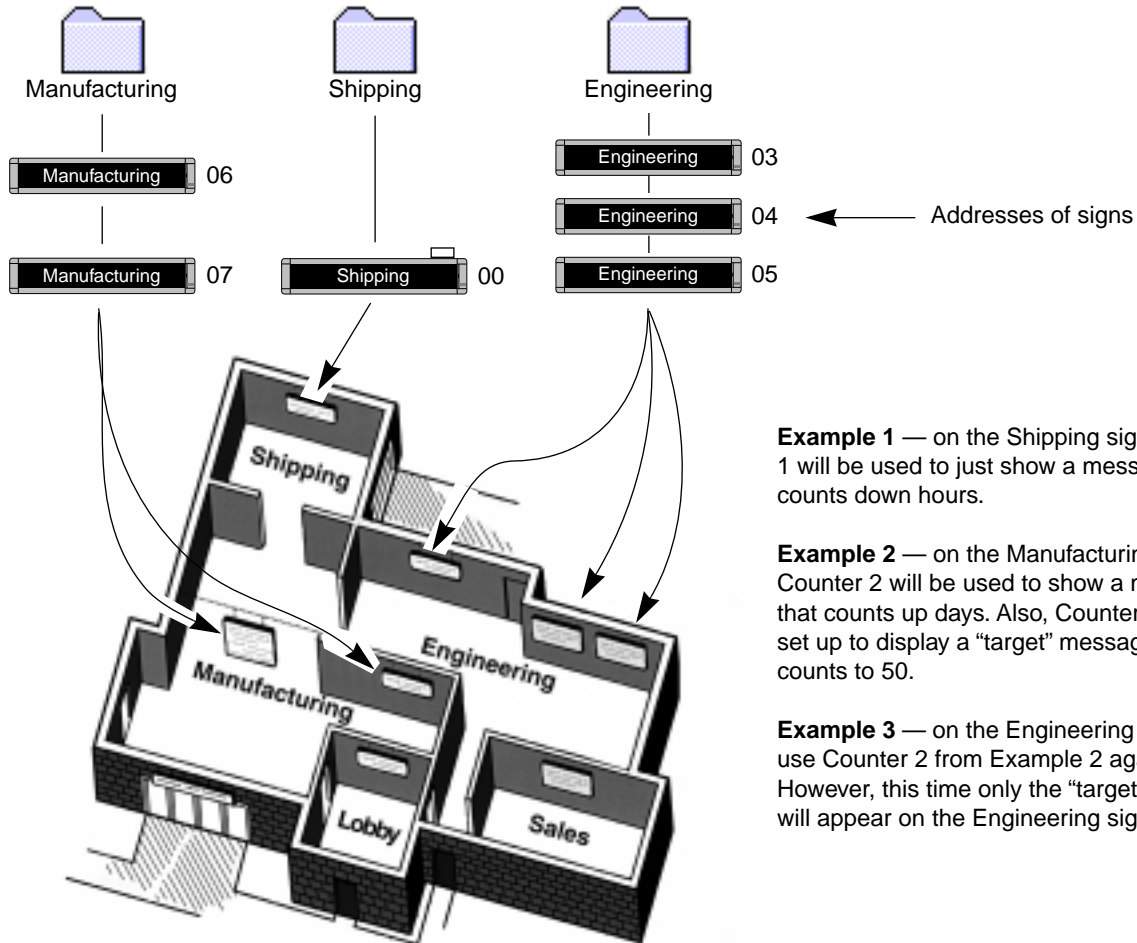 Manufacturing
Shipping
Engineering
Manufacturing 06
Engineering 03
Engineering 04
Addresses of signs
Manufacturing 07
Shipping 00
Engineering 05
Shipping
Engineering
Manufacturing
Lobby
Sales
Example 1 — on the Shipping sig
1 will be used to just show a mess
counts down hours.
Example 2 — on the Manufacturin
Counter 2 will be used to show a
that counts up days. Also, Counter
set up to display a “target” messag
counts to 50.
Example 3 — on the Engineering
use Counter 2 from Example 2 aga
However, this time only the “target
will appear on the Engineering sig